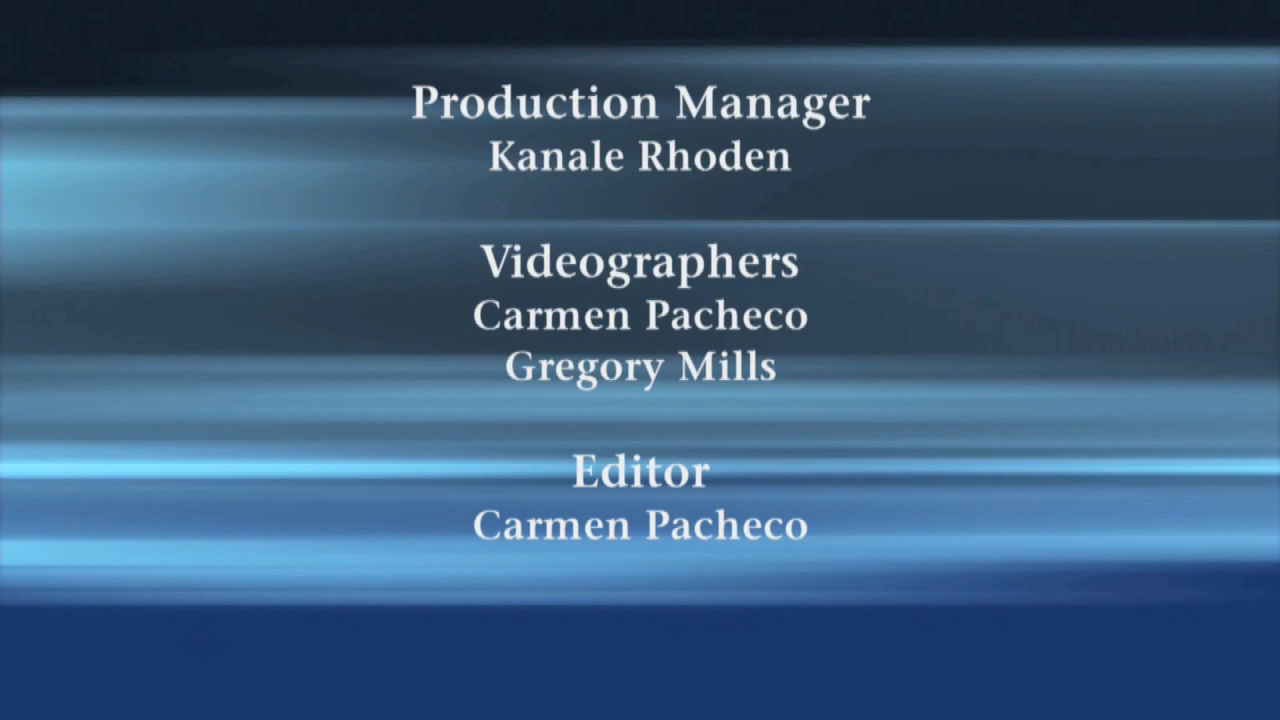 Production Manager
Kanale Rhoden
Videographers
Carmen Pacheco
Gregory Mills
Editor
Carmen Pacheco